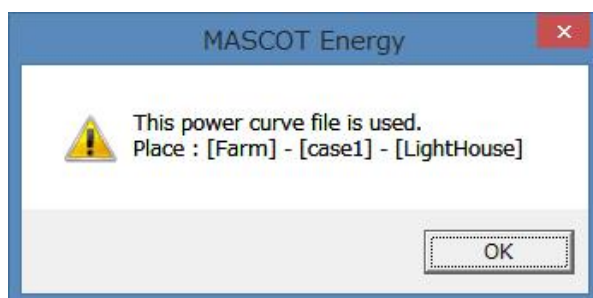 MASCOT Energy
This power curve file is used.
Place : [Farm] - [case1] - [LightHouse]
OK